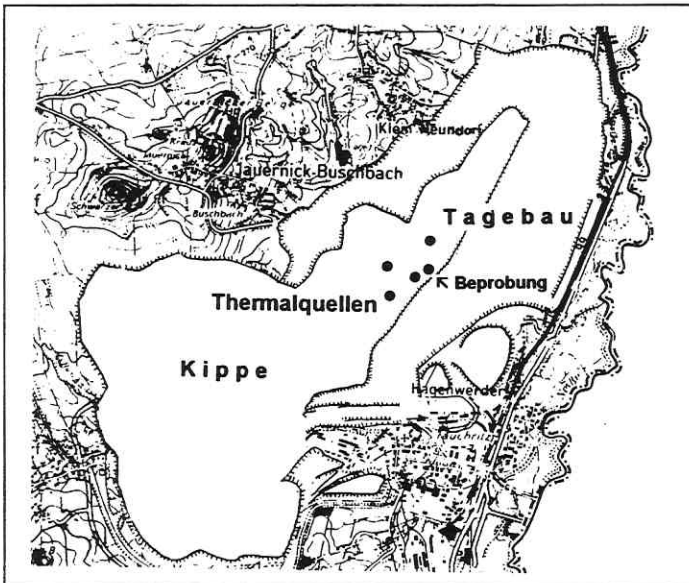 Klein Neundorf
Jauernick-Buschbach
Buschbach
Tagebau
Beprobung
Thermalquellen
Kippe
Hagenwerder